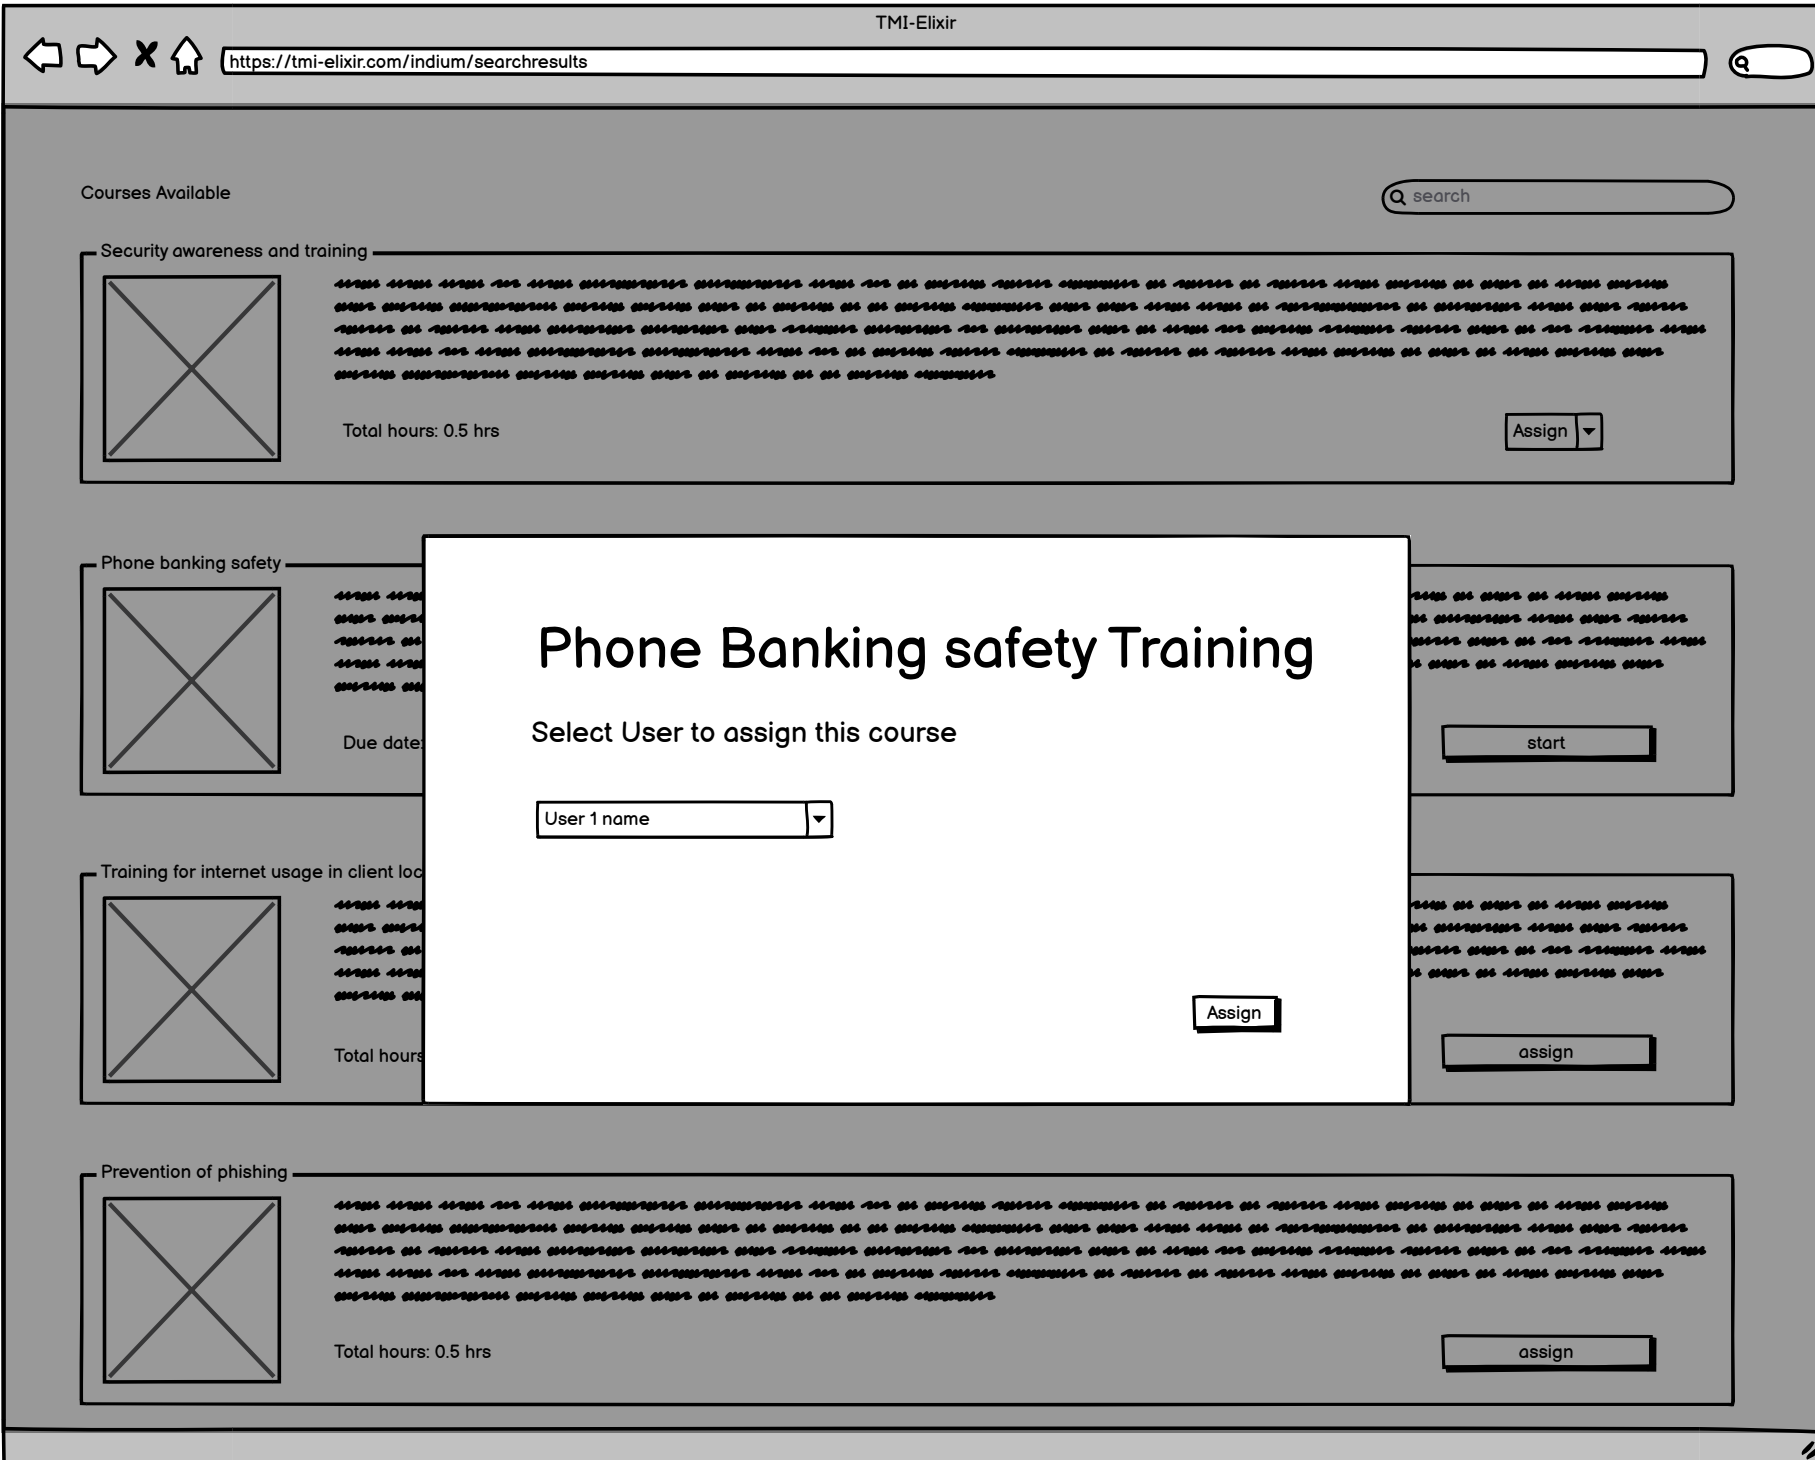 TMI-Elixir
https://tmi-elixir.com/indium/searchresults
Courses Available
search
Security awareness and training
Total hours: 0.5 hrs
Assign
Phone banking safety
Due date:
start
Phone Banking safety Training
Select User to assign this course
User 1 name
Assign
Training for internet usage in client loc
Total hours
assign
Prevention of phishing
Total hours: 0.5 hrs
assign